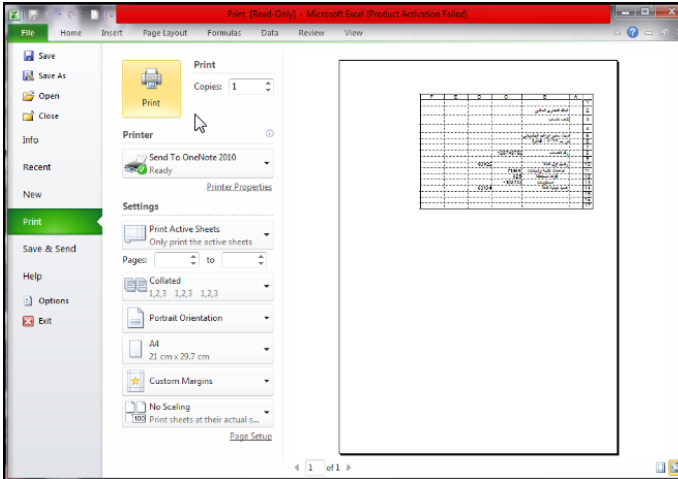 Print [Read-Only] - Microsoft Excel (Product Activation Failed)
File Home Insert Page Layout Formulas Data Review View
Save
Save As
Open
Close
Info
Recent
New
Print
Save & Send
Help
Options
Exit
Print
Print
Copies: 1
Printer
Send To OneNote 2010
Ready
Printer Properties
Settings
Print Active Sheets
Only print the active sheets
Pages: to
Collated
1,2,3 1,2,3 1,2,3
Portrait Orientation
A4
21 cm x 29.7 cm
Custom Margins
No Scaling
100
Print sheets at their actual s...
Page Setup
F E D C B A
1 of 1